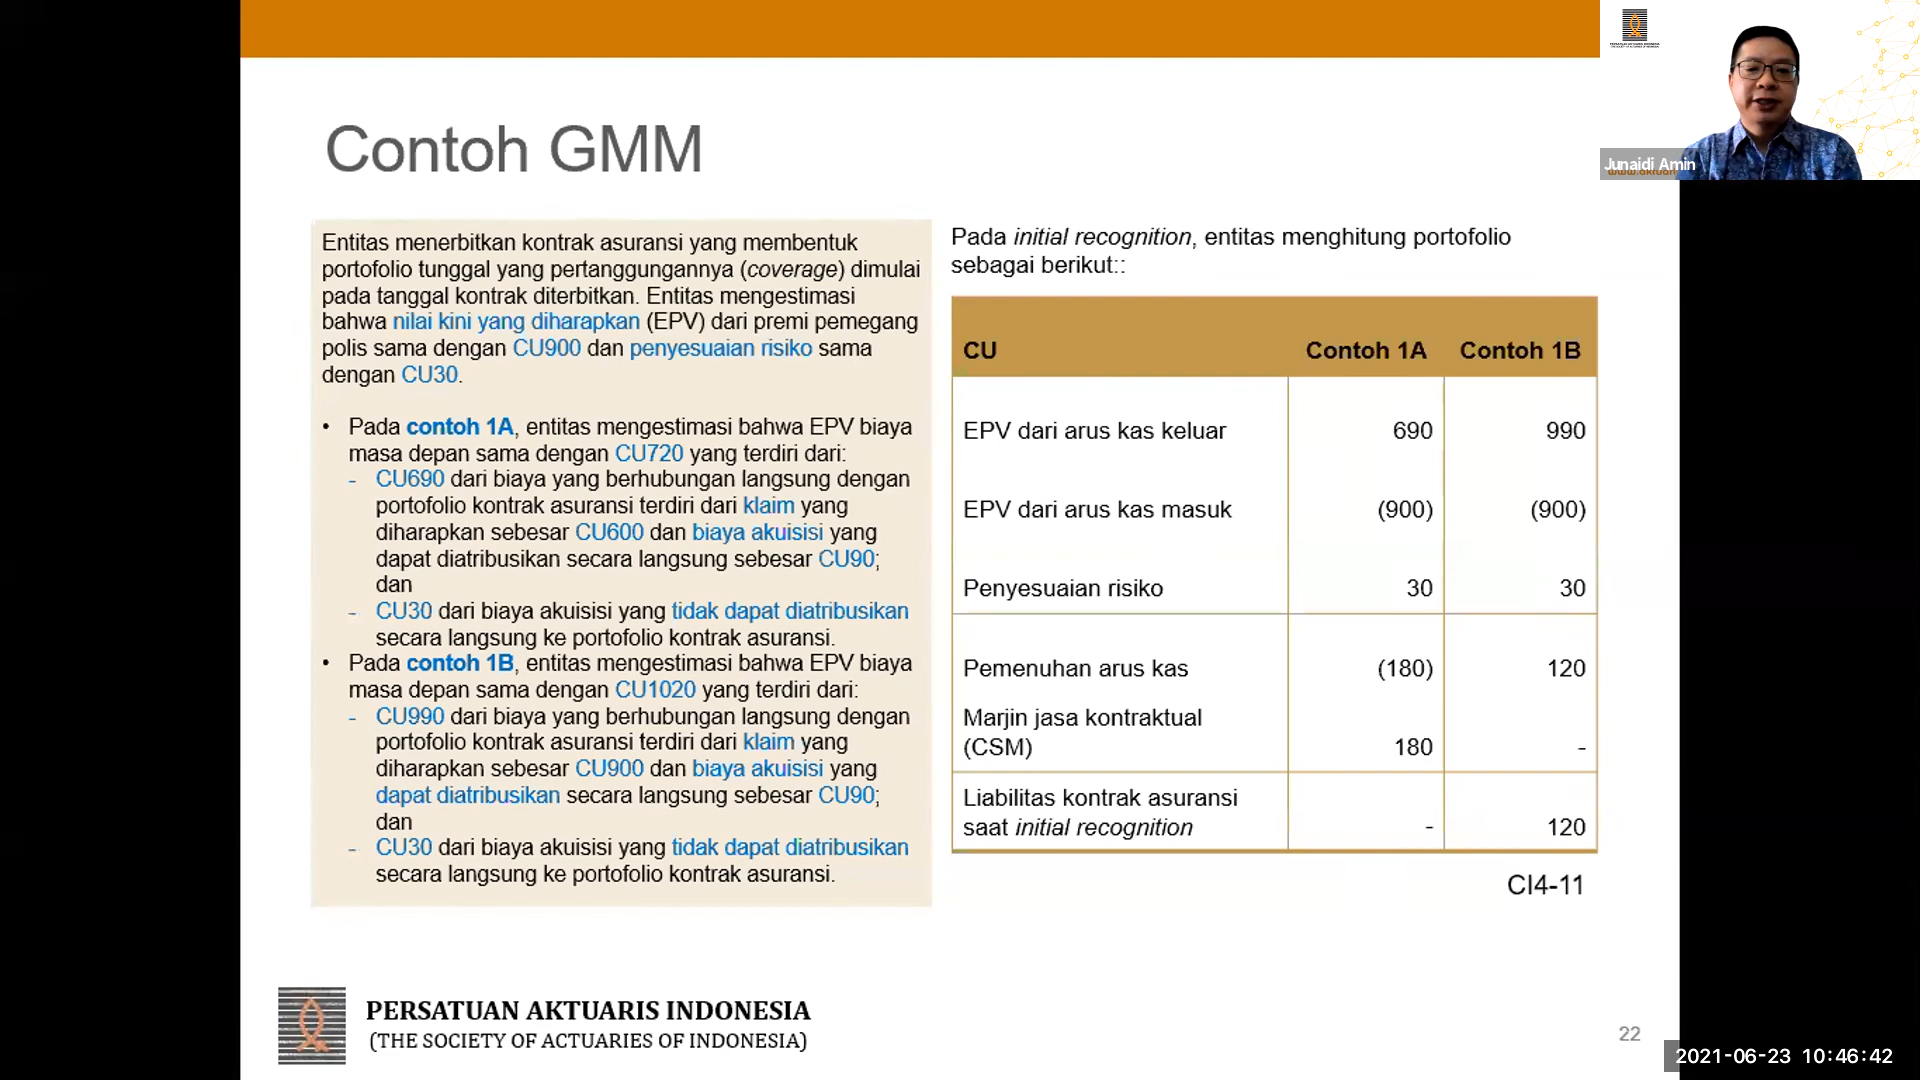 Contoh GMM
Entitas menerbitkan kontrak asuransi yang membentuk
portofolio tunggal yang pertanggungannya (coverage) dimulai
pada tanggal kontrak diterbitkan. Entitas mengestimasi
bahwa nilai kini yang diharapkan (EPV) dari premi pemegang
polis sama dengan CU900 dan penyesuaian risiko sama
dengan CU30.
• Pada contoh 1A, entitas mengestimasi bahwa EPV biaya
masa depan sama dengan CU720 yang terdiri dari:
- CU690 dari biaya yang berhubungan langsung dengan
portofolio kontrak asuransi terdiri dari klaim yang
diharapkan sebesar CU600 dan biaya akuisisi yang
dapat diatribusikan secara langsung sebesar CU90;
dan
- CU30 dari biaya akuisisi yang tidak dapat diatribusikan
secara langsung ke portofolio kontrak asuransi.
• Pada contoh 1B, entitas mengestimasi bahwa EPV biaya
masa depan sama dengan CU1020 yang terdiri dari:
- CU990 dari biaya yang berhubungan langsung dengan
portofolio kontrak asuransi terdiri dari klaim yang
diharapkan sebesar CU900 dan biaya akuisisi yang
dapat diatribusikan secara langsung sebesar CU90;
dan
- CU30 dari biaya akuisisi yang tidak dapat diatribusikan
secara langsung ke portofolio kontrak asuransi.
Pada initial recognition, entitas menghitung portofolio
sebagai berikut::
CU Contoh 1A Contoh 1B
EPV dari arus kas keluar 690 990
EPV dari arus kas masuk (900) (900)
Penyesuaian risiko 30 30
Pemenuhan arus kas (180) 120
Marjin jasa kontraktual
(CSM) 180 -
Liabilitas kontrak asuransi
saat initial recognition - 120
CI4-11
PERSATUAN AKTUARIS INDONESIA
(THE SOCIETY OF ACTUARIES OF INDONESIA)
22
Junaidi Amin
2021-06-23 10:46:42